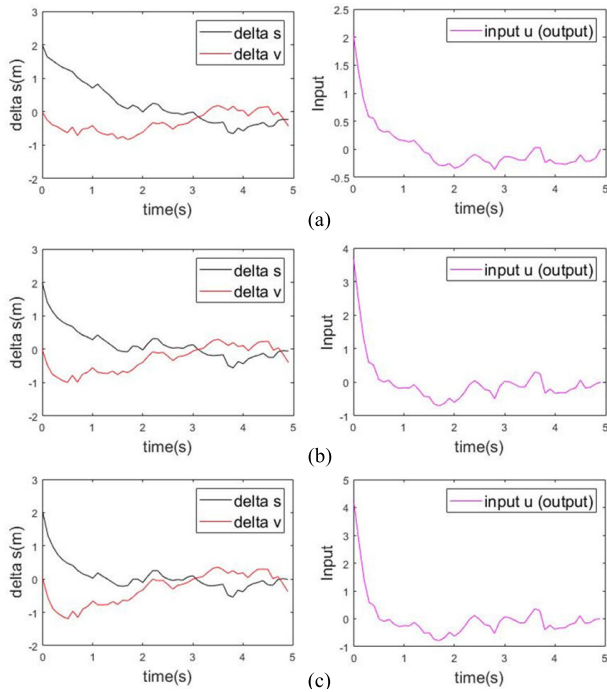 3
2
1
0
-1
-2
delta s(m)
delta s
delta v
0 1 2 3 4 5
time(s)
2.5
2
1.5
1
0.5
0
-0.5
Input
input u (output)
0 1 2 3 4 5
time(s)
(a)
3
2
1
0
-1
-2
delta s(m)
delta s
delta v
0 1 2 3 4 5
time(s)
4
3
2
1
0
-1
Input
input u (output)
0 1 2 3 4 5
time(s)
(b)
3
2
1
0
-1
-2
delta s(m)
delta s
delta v
0 1 2 3 4 5
time(s)
5
4
3
2
1
0
-1
Input
input u (output)
0 1 2 3 4 5
time(s)
(c)